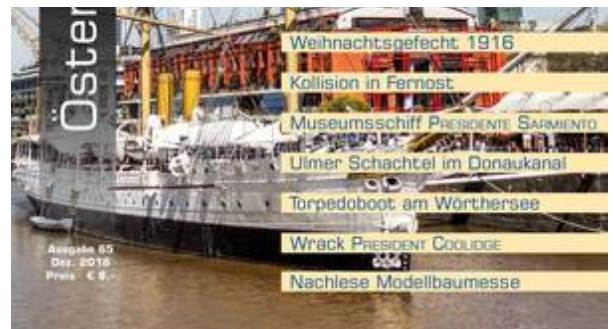 Öster
Weihnachtsgefecht 1916
Kollision in Fernost
Museumsschiff PRESIDENTE SARMIENTO
Ulmer Schachtel im Donaukanal
Torpedoboot am Wörthersee
Wrack PRESIDENT COOLIDGE
Nachlese Modellbaumesse
Ausgabe 65
Dez. 2016
Preis € 8,-